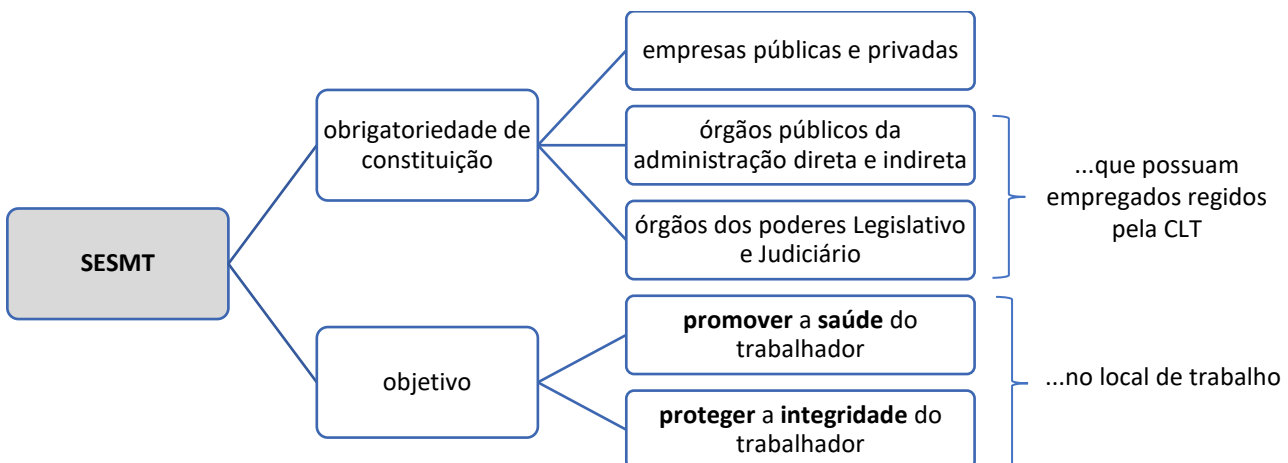 empresas públicas e privadas
obrigatoriedade de
constituição
órgãos públicos da
administração direta e indireta
...que possuam
empregados regidos
pela CLT
órgãos dos poderes Legislativo
e Judiciário
SESMT
promover a saúde do
trabalhador
objetivo
...no local de trabalho
proteger a integridade do
trabalhador